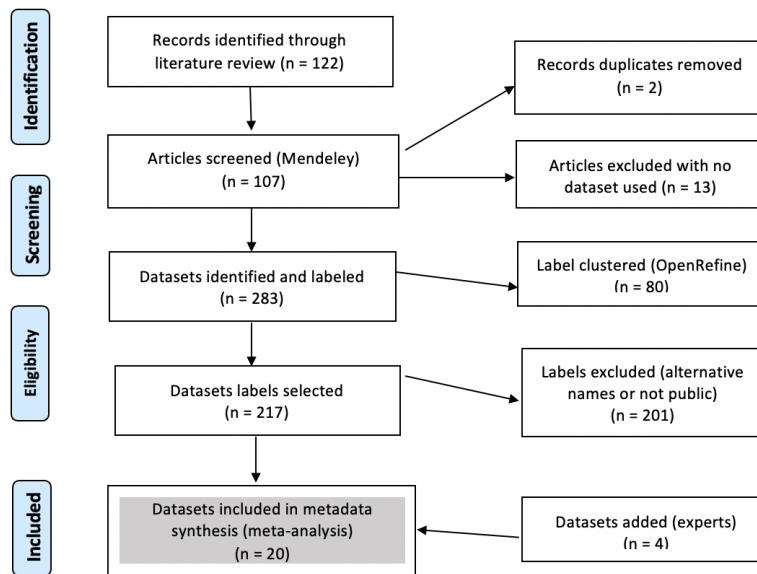 Identification
Records identified through
literature review (n = 122)
Records duplicates removed
(n = 2)
Articles screened (Mendeley)
(n = 107)
Articles excluded with no
dataset used (n = 13)
Screening
Datasets identified and labeled
(n = 283)
Label clustered (OpenRefine)
(n = 80)
Eligibility
Datasets labels selected
(n = 217)
Labels excluded (alternative
names or not public)
(n = 201)
Included
Datasets included in metadata
synthesis (meta-analysis)
(n = 20)
Datasets added (experts)
(n = 4)